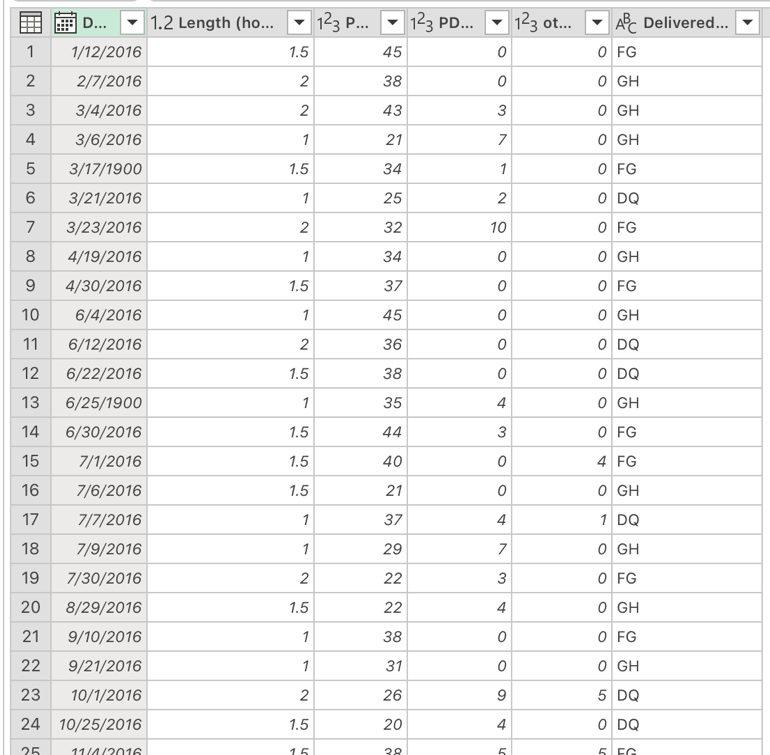 D... 1.2 Length (ho... 123 P... 123 PD... 123 ot... ABC Delivered...
1 1/12/2016 1.5 45 0 0 FG
2 2/7/2016 2 38 0 0 GH
3 3/4/2016 2 43 3 0 GH
4 3/6/2016 1 21 7 0 GH
5 3/17/1900 1.5 34 1 0 FG
6 3/21/2016 1 25 2 0 DQ
7 3/23/2016 2 32 10 0 FG
8 4/19/2016 1 34 0 0 GH
9 4/30/2016 1.5 37 0 0 FG
10 6/4/2016 1 45 0 0 GH
11 6/12/2016 2 36 0 0 DQ
12 6/22/2016 1.5 38 0 0 DQ
13 6/25/1900 1 35 4 0 GH
14 6/30/2016 1.5 44 3 0 FG
15 7/1/2016 1.5 40 0 4 FG
16 7/6/2016 1.5 21 0 0 GH
17 7/7/2016 1 37 4 1 DQ
18 7/9/2016 1 29 7 0 GH
19 7/30/2016 2 22 3 0 FG
20 8/29/2016 1.5 22 4 0 GH
21 9/10/2016 1 38 0 0 FG
22 9/21/2016 1 31 0 0 GH
23 10/1/2016 2 26 9 5 DQ
24 10/25/2016 1.5 20 4 0 DQ
25 11/4/2016 1.5 38 5 5 FG